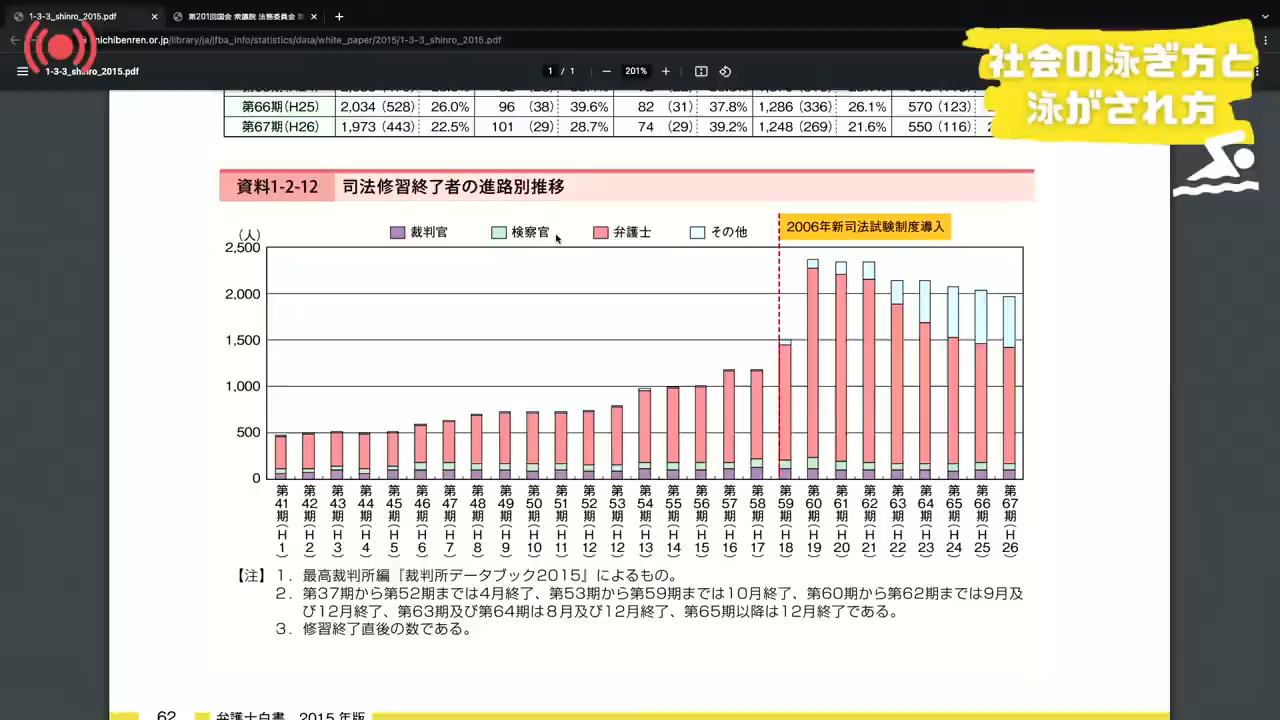 1-3-3_shinro_2015.pdf
第201回国会 衆議院 法務委員会
nichibenren.or.jp/library/ja/jfba_info/statistics/data/white_paper/2015/1-3-3_shinro_2015.pdf
1-3-3_shinro_2015.pdf
1 / 1
201%
社会の泳ぎ方と
泳がされ方
第66期(H25) 2,034 (528) 26.0% 96 (38) 39.6% 82 (31) 37.8% 1,286 (336) 26.1% 570 (123)
第67期(H26) 1,973 (443) 22.5% 101 (29) 28.7% 74 (29) 39.2% 1,248 (269) 21.6% 550 (116)
資料1-2-12 司法修習終了者の進路別推移
裁判官 検察官 弁護士 その他
2006年新司法試験制度導入
(人)
2,500
2,000
1,500
1,000
500
0
第41期(H1)
第42期(H2)
第43期(H3)
第44期(H4)
第45期(H5)
第46期(H6)
第47期(H7)
第48期(H8)
第49期(H9)
第50期(H10)
第51期(H11)
第52期(H12)
第53期(H12)
第54期(H13)
第55期(H14)
第56期(H15)
第57期(H16)
第58期(H17)
第59期(H18)
第60期(H19)
第61期(H20)
第62期(H21)
第63期(H22)
第64期(H23)
第65期(H24)
第66期(H25)
第67期(H26)
【注】1．最高裁判所編『裁判所データブック2015』によるもの。
2．第37期から第52期までは4月終了、第53期から第59期までは10月終了、第60期から第62期までは9月及
び12月終了、第63期及び第64期は８月及び12月終了、第65期以降は12月終了である。
3．修習終了直後の数である。
62 弁護士白書 2015年版